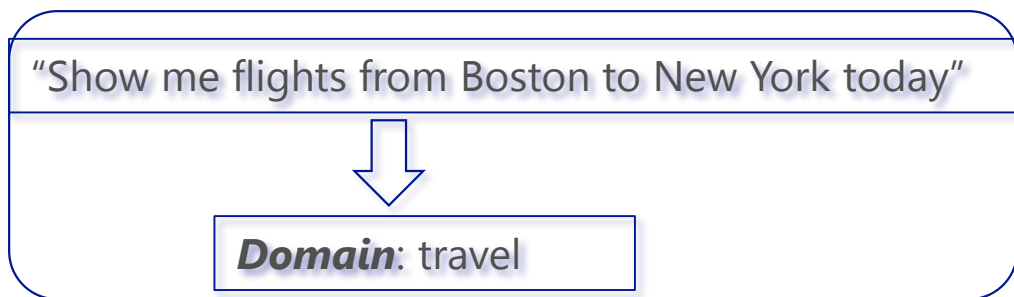 “Show me flights from Boston to New York today”
Domain: travel